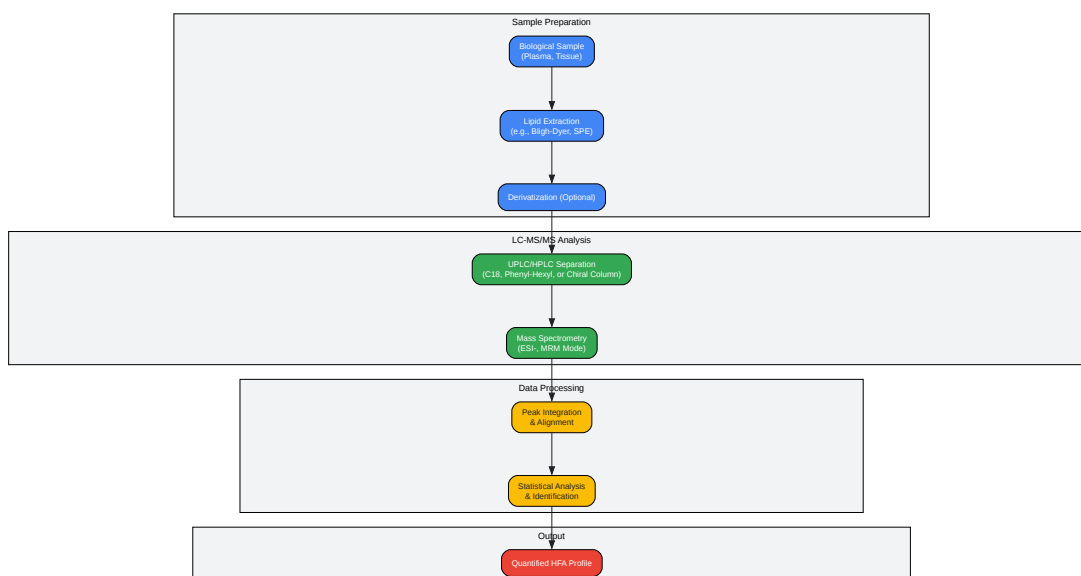 Sample Preparation
Biological Sample
(Plasma, Tissue)
Lipid Extraction
(e.g., Bligh-Dyer, SPE)
Derivatization (Optional)
LC-MS/MS Analysis
UPLC/HPLC Separation
(C18, Phenyl-Hexyl, or Chiral Column)
Mass Spectrometry
(ESI-, MRM Mode)
Data Processing
Peak Integration
& Alignment
Statistical Analysis
& Identification
Output
Quantified HFA Profile